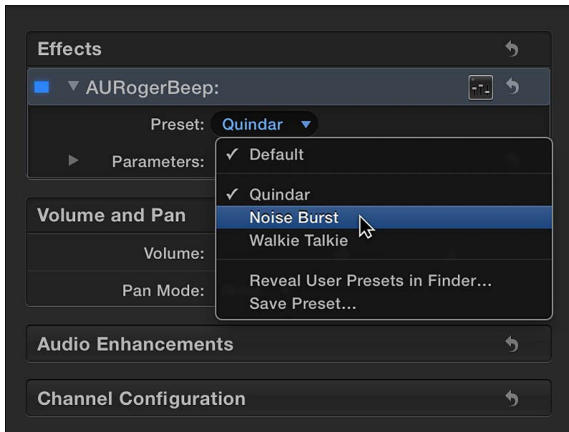 Effects
AURogerBeep:
Preset: Quindar
Parameters:
✓ Default
✓ Quindar
Noise Burst
Walkie Talkie
Reveal User Presets in Finder...
Save Preset...
Volume and Pan
Volume:
Pan Mode:
Audio Enhancements
Channel Configuration